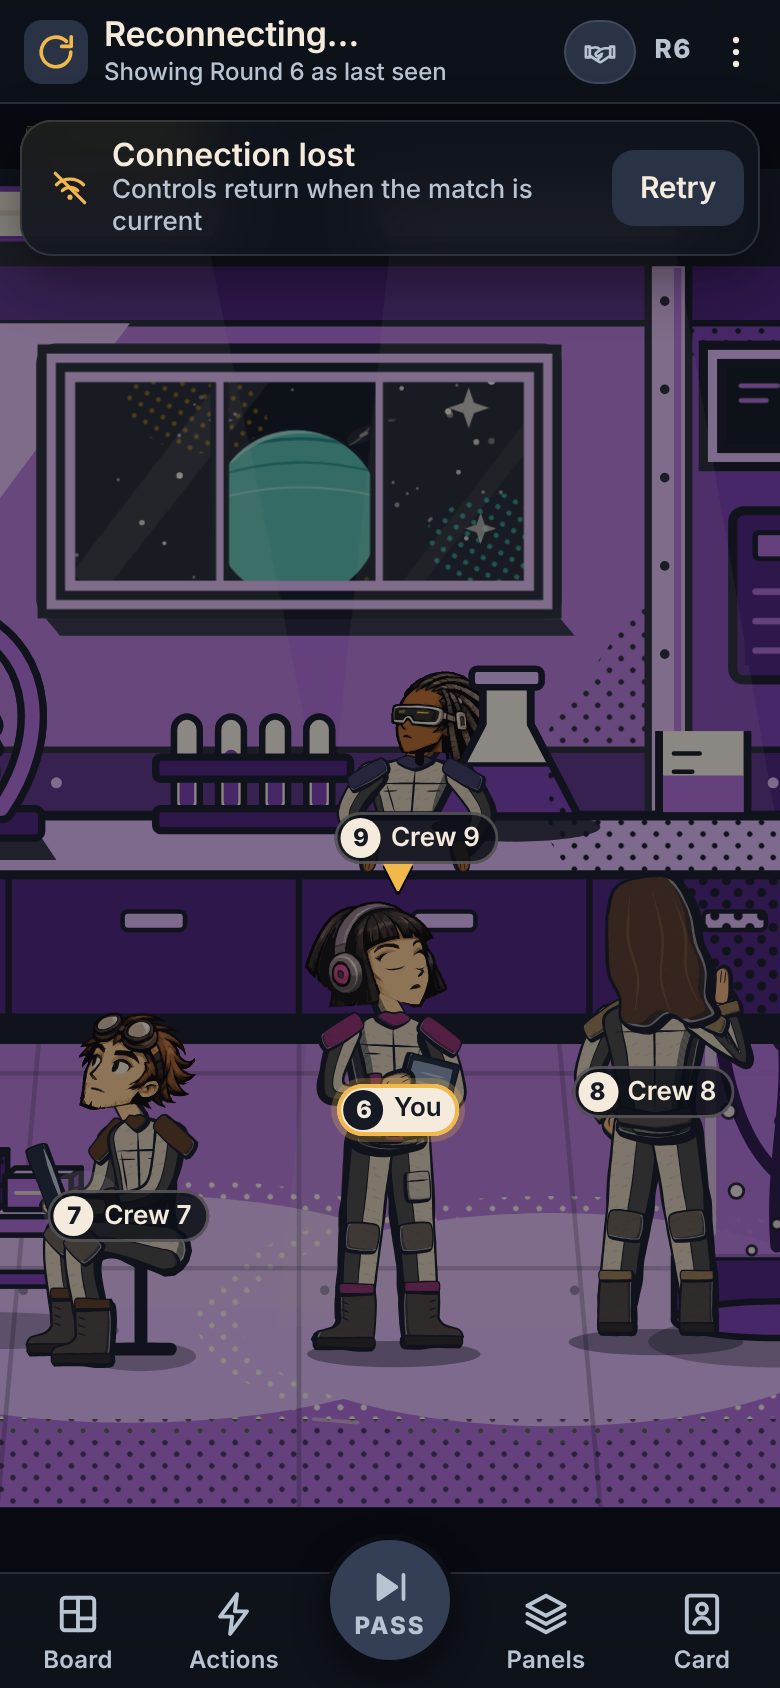 Reconnecting...
Showing Round 6 as last seen
R6
Connection lost
Controls return when the match is
current
Retry
9 Crew 9
6 You
8 Crew 8
7 Crew 7
PASS
Board
Actions
Panels
Card